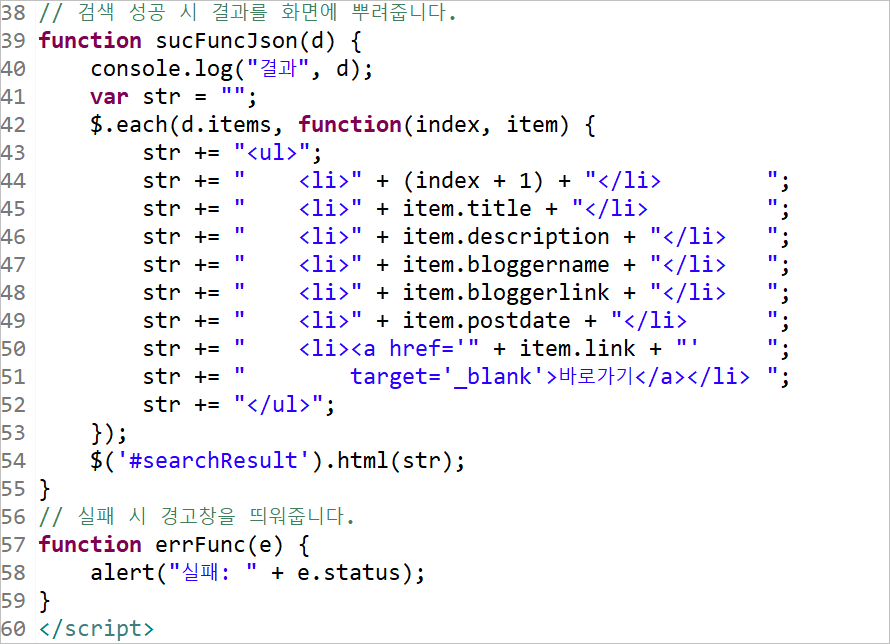 38 // 검색 성공 시 결과를 화면에 뿌려줍니다.
39 function sucFuncJson(d) {
40     console.log("결과", d);
41     var str = "";
42     $.each(d.items, function(index, item) {
43         str += "<ul>";
44         str += "    <li>" + (index + 1) + "</li>        ";
45         str += "    <li>" + item.title + "</li>         ";
46         str += "    <li>" + item.description + "</li>   ";
47         str += "    <li>" + item.bloggername + "</li>   ";
48         str += "    <li>" + item.bloggerlink + "</li>   ";
49         str += "    <li>" + item.postdate + "</li>      ";
50         str += "    <li><a href='" + item.link + "'     ";
51         str += "        target='_blank'>바로가기</a></li> ";
52         str += "</ul>";
53     });
54     $('#searchResult').html(str);
55 }
56 // 실패 시 경고창을 띄워줍니다.
57 function errFunc(e) {
58     alert("실패: " + e.status);
59 }
60 </script>